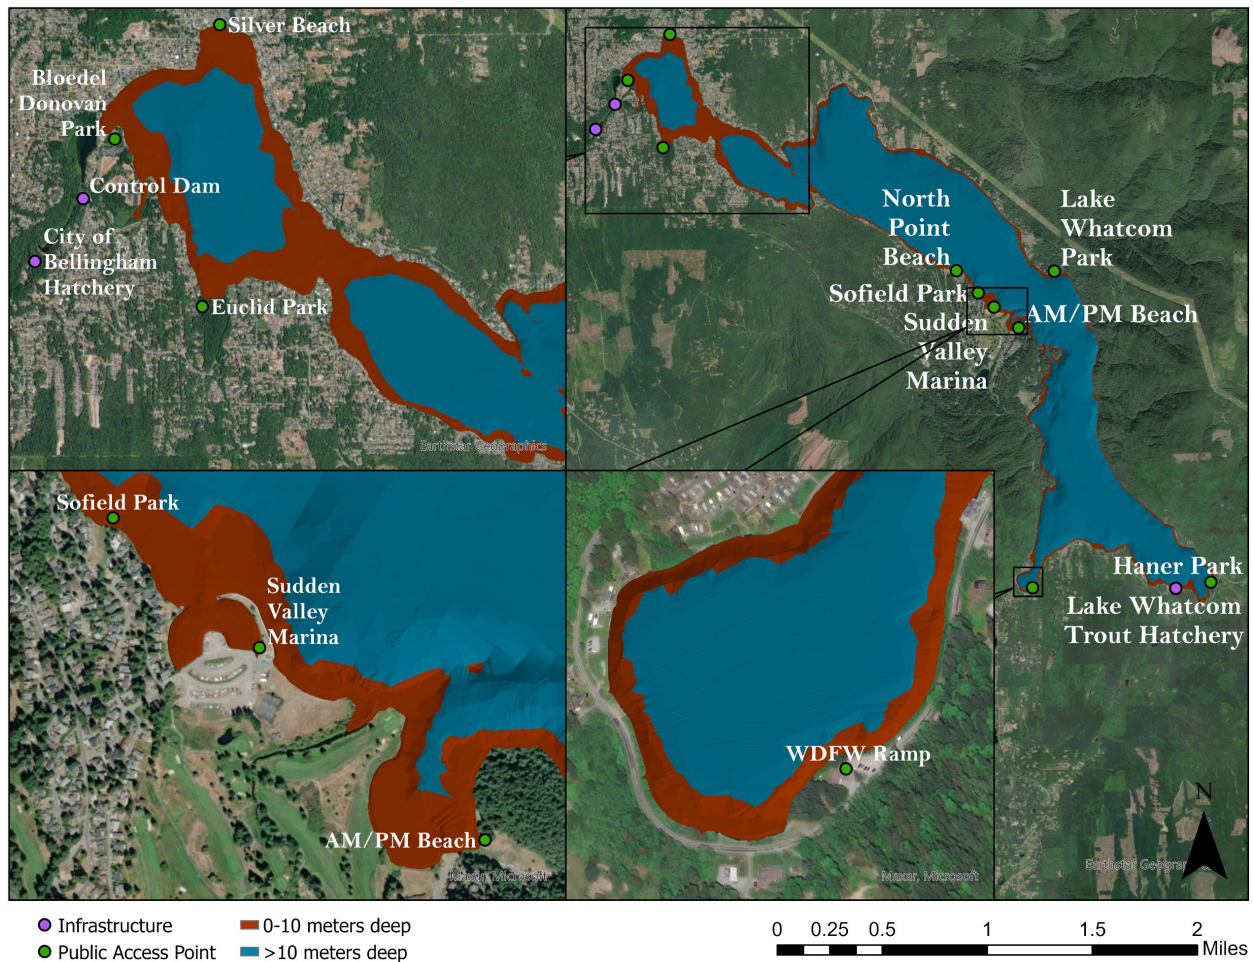 Silver Beach
Bloedel
Donovan
Park
Control Dam
City of
Bellingham
Hatchery
Euclid Park
Earthstar Geographics
North
Point
Beach
Lake
Whatcom
Park
Sofield Park
AM/PM Beach
Sudden
Valley
Marina
Haner Park
Lake Whatcom
Trout Hatchery
Sofield Park
Sudden
Valley
Marina
AM/PM Beach
Maxar, Microsoft
WDFW Ramp
Maxar, Microsoft
N
Earthstar Geogra
Infrastructure
Public Access Point
0-10 meters deep
>10 meters deep
0 0.25 0.5 1 1.5 2
Miles